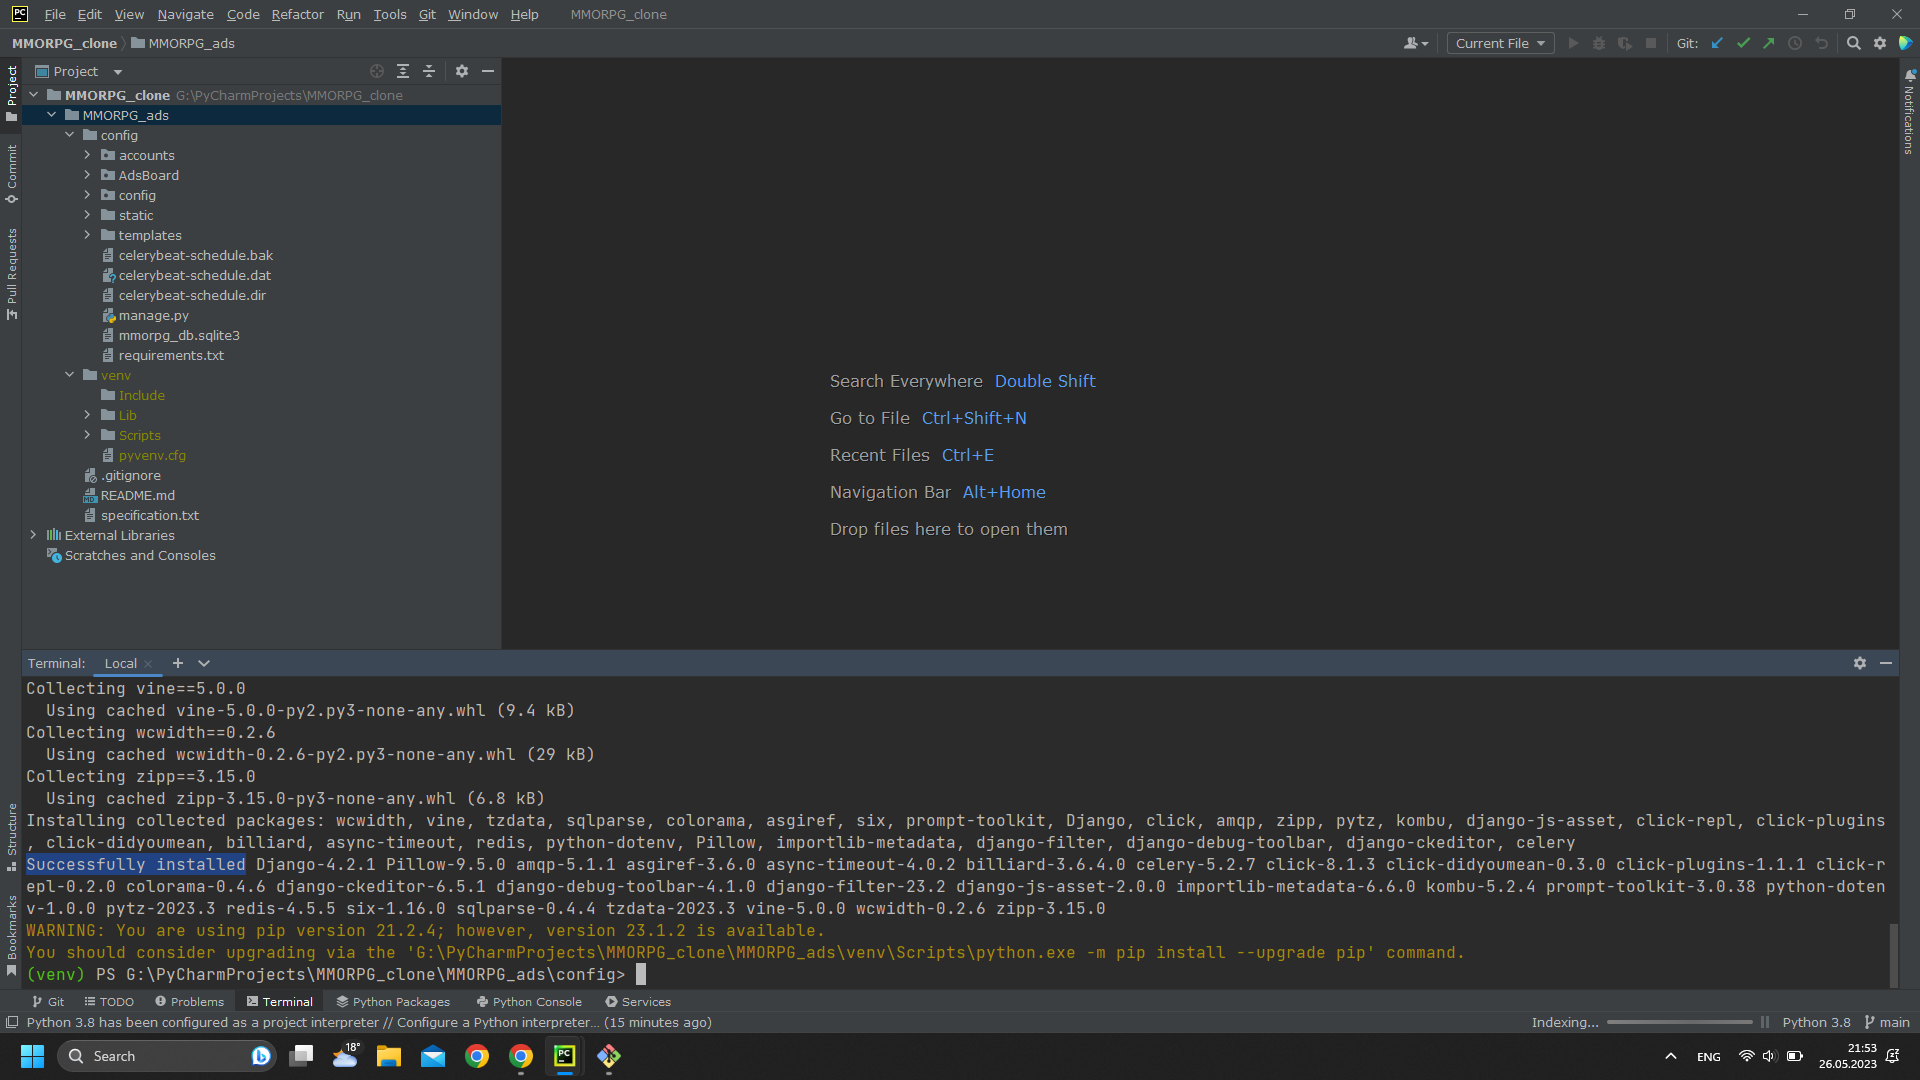 PC File Edit View Navigate Code Refactor Run Tools Git Window Help MMORPG_clone
MMORPG_clone MMORPG_ads Current File Git:
Project
Commit
Pull Requests
Structure
Bookmarks
Notifications
Project
MMORPG_clone G:\PyCharmProjects\MMORPG_clone
MMORPG_ads
config
accounts
AdsBoard
config
static
templates
celerybeat-schedule.bak
celerybeat-schedule.dat
celerybeat-schedule.dir
manage.py
mmorpg_db.sqlite3
requirements.txt
venv
Include
Lib
Scripts
pyvenv.cfg
.gitignore
README.md
specification.txt
External Libraries
Scratches and Consoles
Search Everywhere Double Shift
Go to File Ctrl+Shift+N
Recent Files Ctrl+E
Navigation Bar Alt+Home
Drop files here to open them
Terminal: Local
Collecting vine==5.0.0
Using cached vine-5.0.0-py2.py3-none-any.whl (9.4 kB)
Collecting wcwidth==0.2.6
Using cached wcwidth-0.2.6-py2.py3-none-any.whl (29 kB)
Collecting zipp==3.15.0
Using cached zipp-3.15.0-py3-none-any.whl (6.8 kB)
Installing collected packages: wcwidth, vine, tzdata, sqlparse, colorama, asgiref, six, prompt-toolkit, Django, click, amqp, zipp, pytz, kombu, django-js-asset, click-repl, click-plugins
, click-didyoumean, billiard, async-timeout, redis, python-dotenv, Pillow, importlib-metadata, django-filter, django-debug-toolbar, django-ckeditor, celery
Successfully installed Django-4.2.1 Pillow-9.5.0 amqp-5.1.1 asgiref-3.6.0 async-timeout-4.0.2 billiard-3.6.4.0 celery-5.2.7 click-8.1.3 click-didyoumean-0.3.0 click-plugins-1.1.1 click-r
epl-0.2.0 colorama-0.4.6 django-ckeditor-6.5.1 django-debug-toolbar-4.1.0 django-filter-23.2 django-js-asset-2.0.0 importlib-metadata-6.6.0 kombu-5.2.4 prompt-toolkit-3.0.38 python-doten
v-1.0.0 pytz-2023.3 redis-4.5.5 six-1.16.0 sqlparse-0.4.4 tzdata-2023.3 vine-5.0.0 wcwidth-0.2.6 zipp-3.15.0
WARNING: You are using pip version 21.2.4; however, version 23.1.2 is available.
You should consider upgrading via the 'G:\PyCharmProjects\MMORPG_clone\MMORPG_ads\venv\Scripts\python.exe -m pip install --upgrade pip' command.
(venv) PS G:\PyCharmProjects\MMORPG_clone\MMORPG_ads\config>
Git TODO Problems Terminal Python Packages Python Console Services
Python 3.8 has been configured as a project interpreter // Configure a Python interpreter... (15 minutes ago) Indexing... Python 3.8 main
Search 18° PC ENG 21:53
26.05.2023